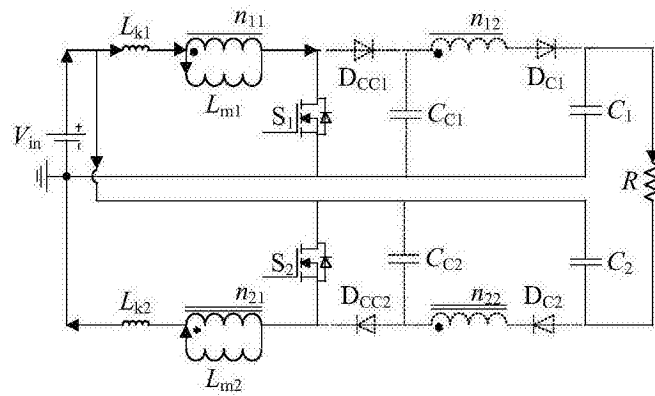 Lk1 n11 n12
Lm1 DCC1 DC1
S1 CC1 C1
Vin + R
S2 CC2 C2
Lk2 n21 DCC2 n22 DC2
Lm2